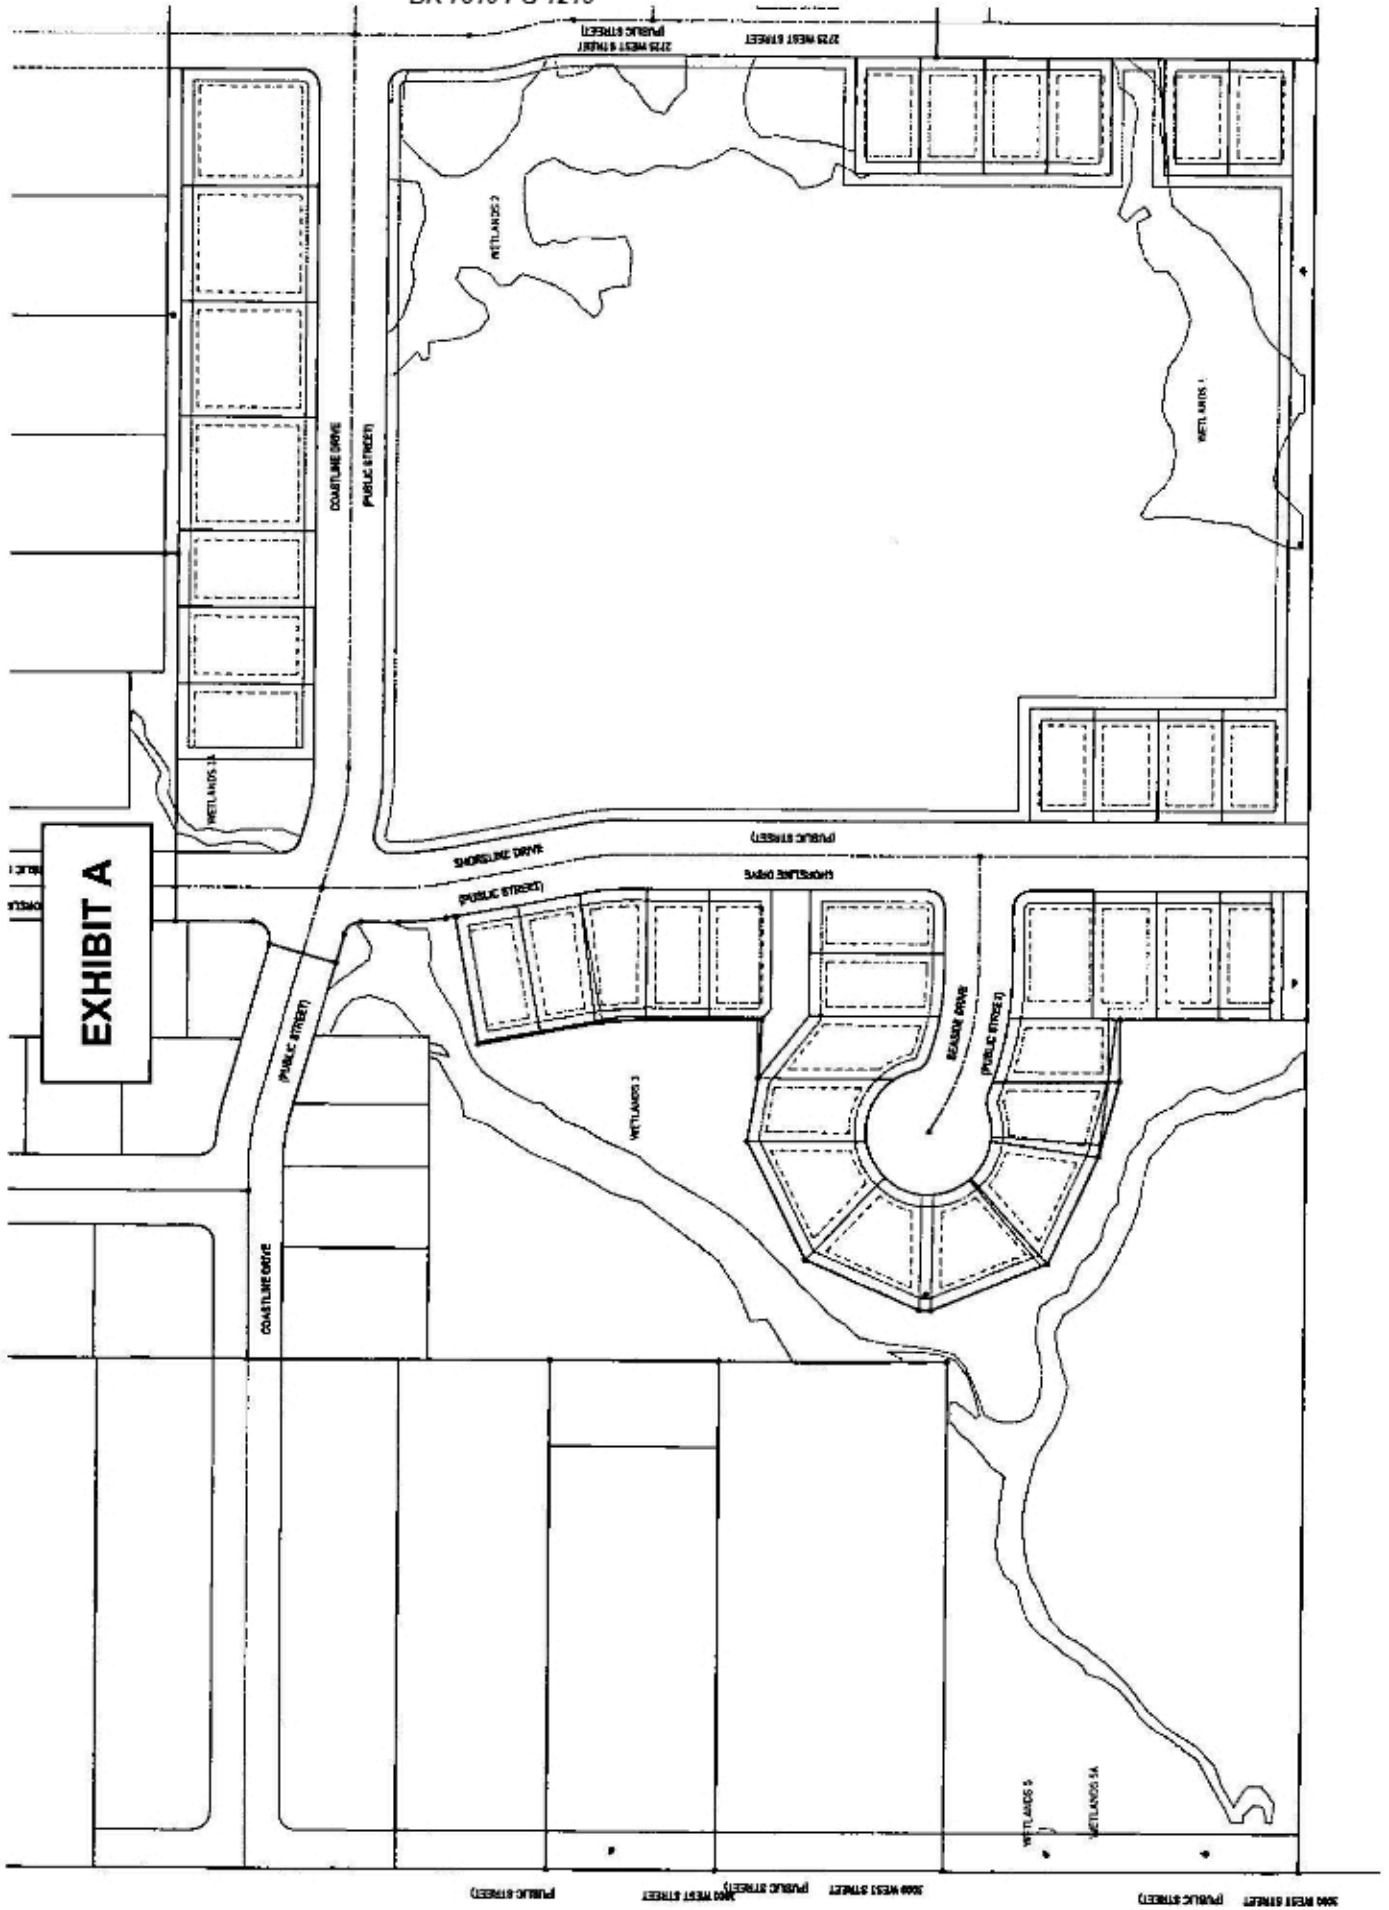 2725 WEST STREET
(PUBLIC STREET)
2725 WEST STREET
WETLANDS 2
WETLANDS 1
COASTLINE DRIVE
(PUBLIC STREET)
WETLANDS 1A
EXHIBIT A
SHORELINE DRIVE
(PUBLIC STREET)
(PUBLIC STREET)
SHORELINE DRIVE
SEASIDE DRIVE
(PUBLIC STREET)
(PUBLIC STREET)
WETLANDS 3
COASTLINE DRIVE
WETLANDS 5
WETLANDS 5A
(PUBLIC STREET)
3000 WEST STREET
(PUBLIC STREET)
3000 WEST STREET
(PUBLIC STREET)
3000 WEST STREET